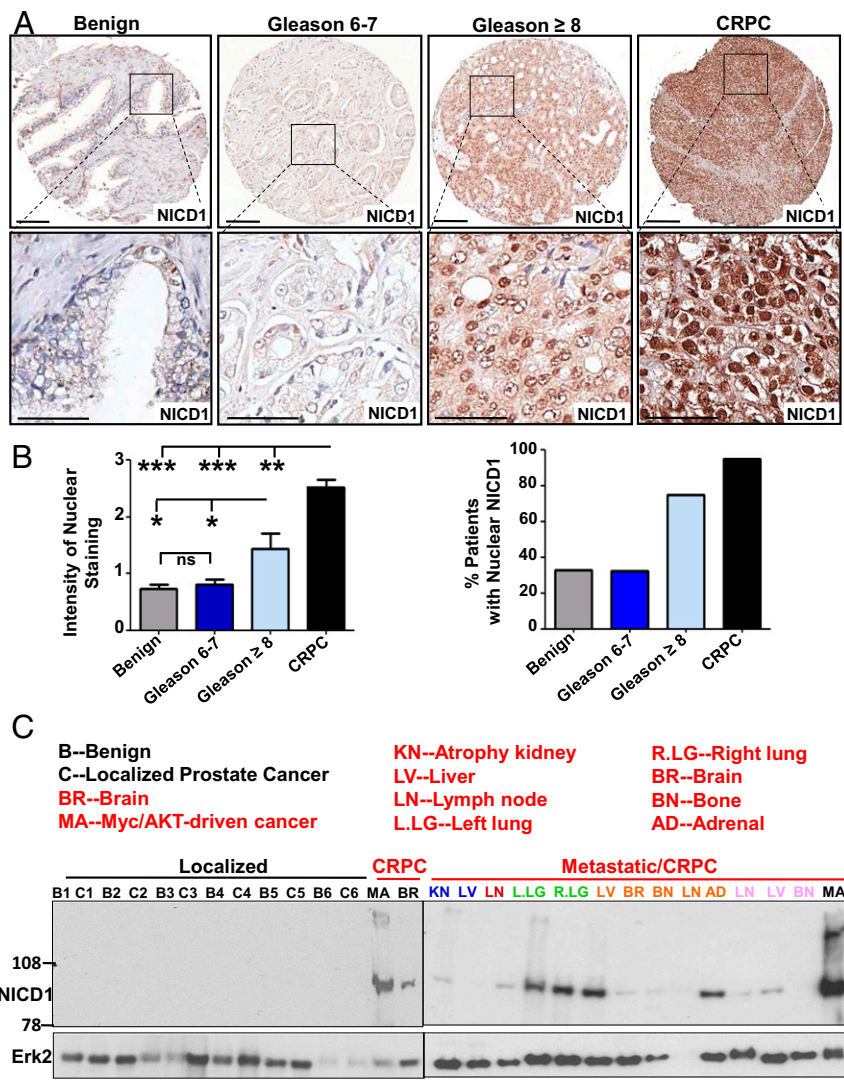 A
Benign Gleason 6-7 Gleason ≥ 8 CRPC
NICD1 NICD1 NICD1 NICD1
NICD1 NICD1 NICD1 NICD1
B
Intensity of Nuclear
Staining
3
2
1
0
*** *** **
* *
ns
Benign
Gleason 6-7
Gleason ≥ 8
CRPC
% Patients
with Nuclear NICD1
100
80
60
40
20
0
Benign
Gleason 6-7
Gleason ≥ 8
CRPC
C
B--Benign
C--Localized Prostate Cancer
BR--Brain
MA--Myc/AKT-driven cancer
KN--Atrophy kidney
LV--Liver
LN--Lymph node
L.LG--Left lung
R.LG--Right lung
BR--Brain
BN--Bone
AD--Adrenal
Localized CRPC Metastatic/CRPC
B1 C1 B2 C2 B3 C3 B4 C4 B5 C5 B6 C6 MA BR KN LV LN L.LG R.LG LV BR BN LN AD LN LV BN MA
108
NICD1
78
Erk2